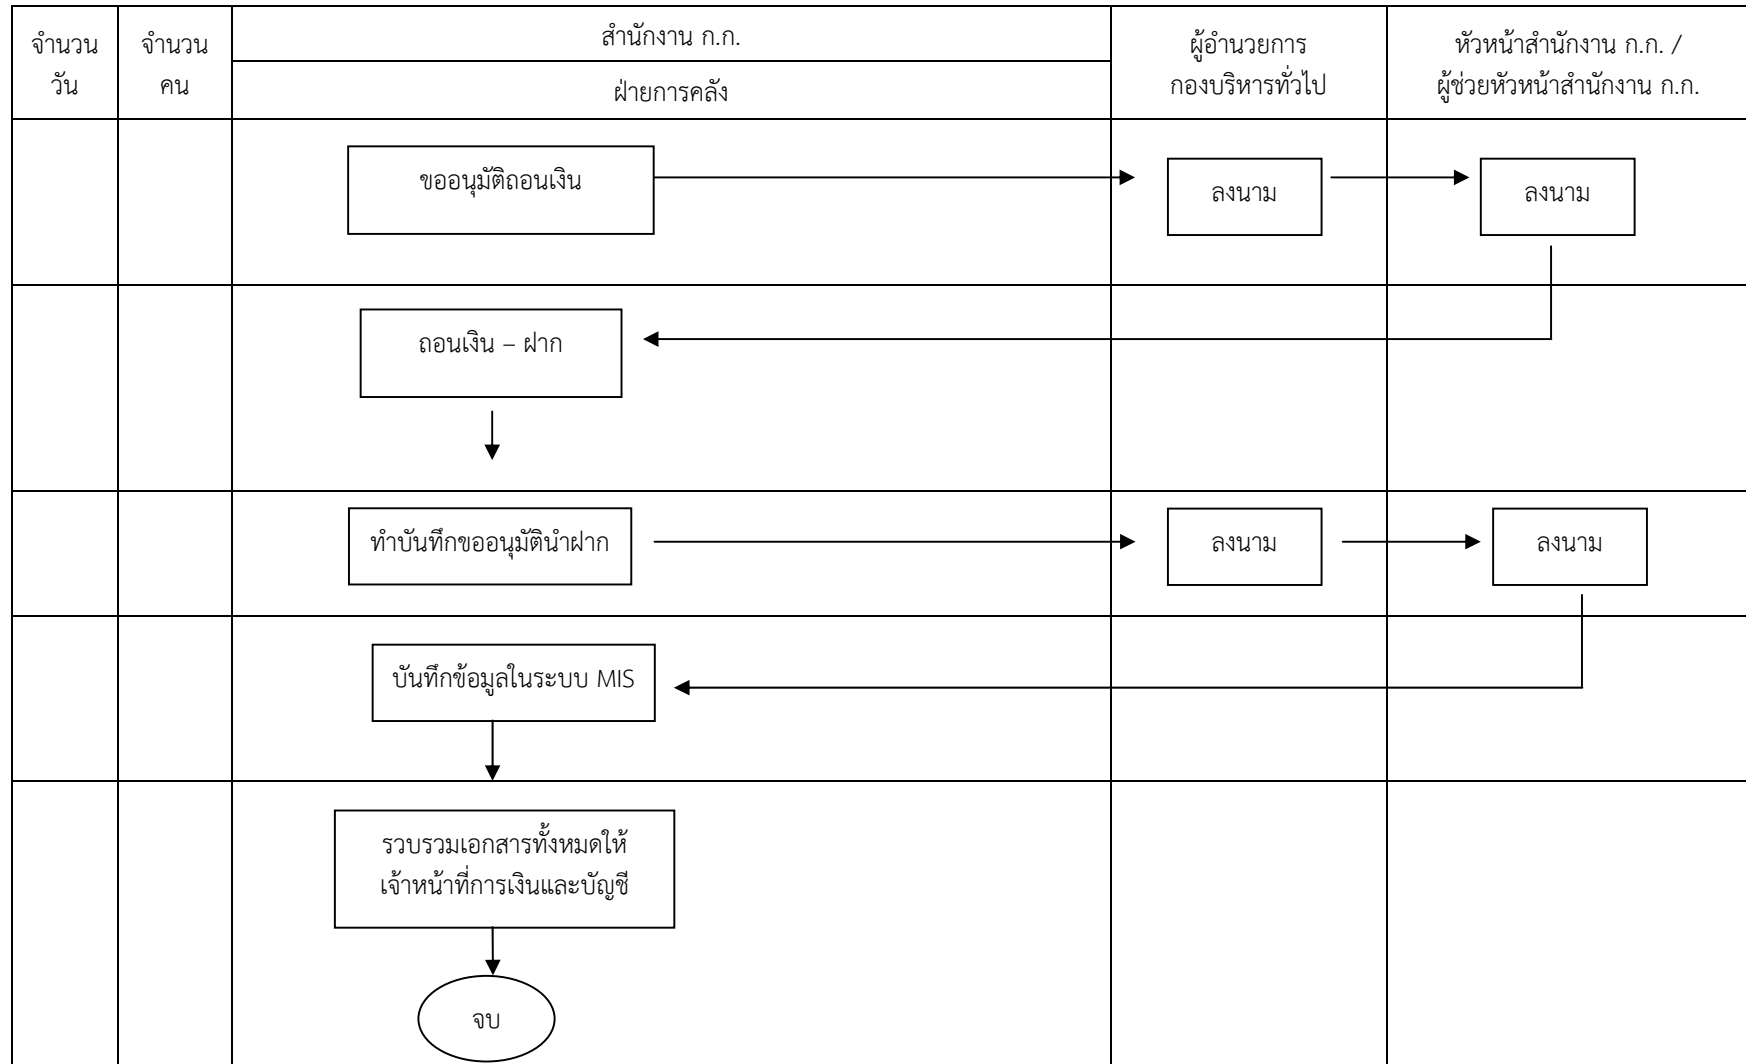 จำนวน
วัน
จำนวน
คน
สำนักงาน ก.ก.
ฝ่ายการคลัง
ผู้อำนวยการ
กองบริหารทั่วไป
หัวหน้าสำนักงาน ก.ก. /
ผู้ช่วยหัวหน้าสำนักงาน ก.ก.
ขออนุมัติถอนเงิน
ลงนาม
ลงนาม
ถอนเงิน – ฝาก
ทำบันทึกขออนุมัตินำฝาก
ลงนาม
ลงนาม
บันทึกข้อมูลในระบบ MIS
รวบรวมเอกสารทั้งหมดให้
เจ้าหน้าที่การเงินและบัญชี
จบ